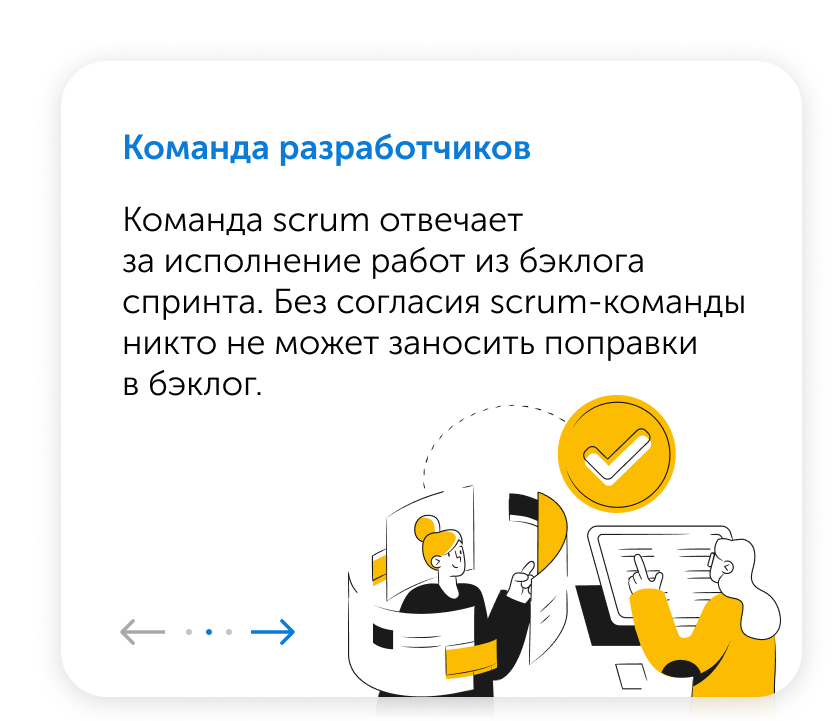 Команда разработчиков
Команда scrum отвечает
за исполнение работ из бэклога
спринта. Без согласия scrum-команды
никто не может заносить поправки
в бэклог.